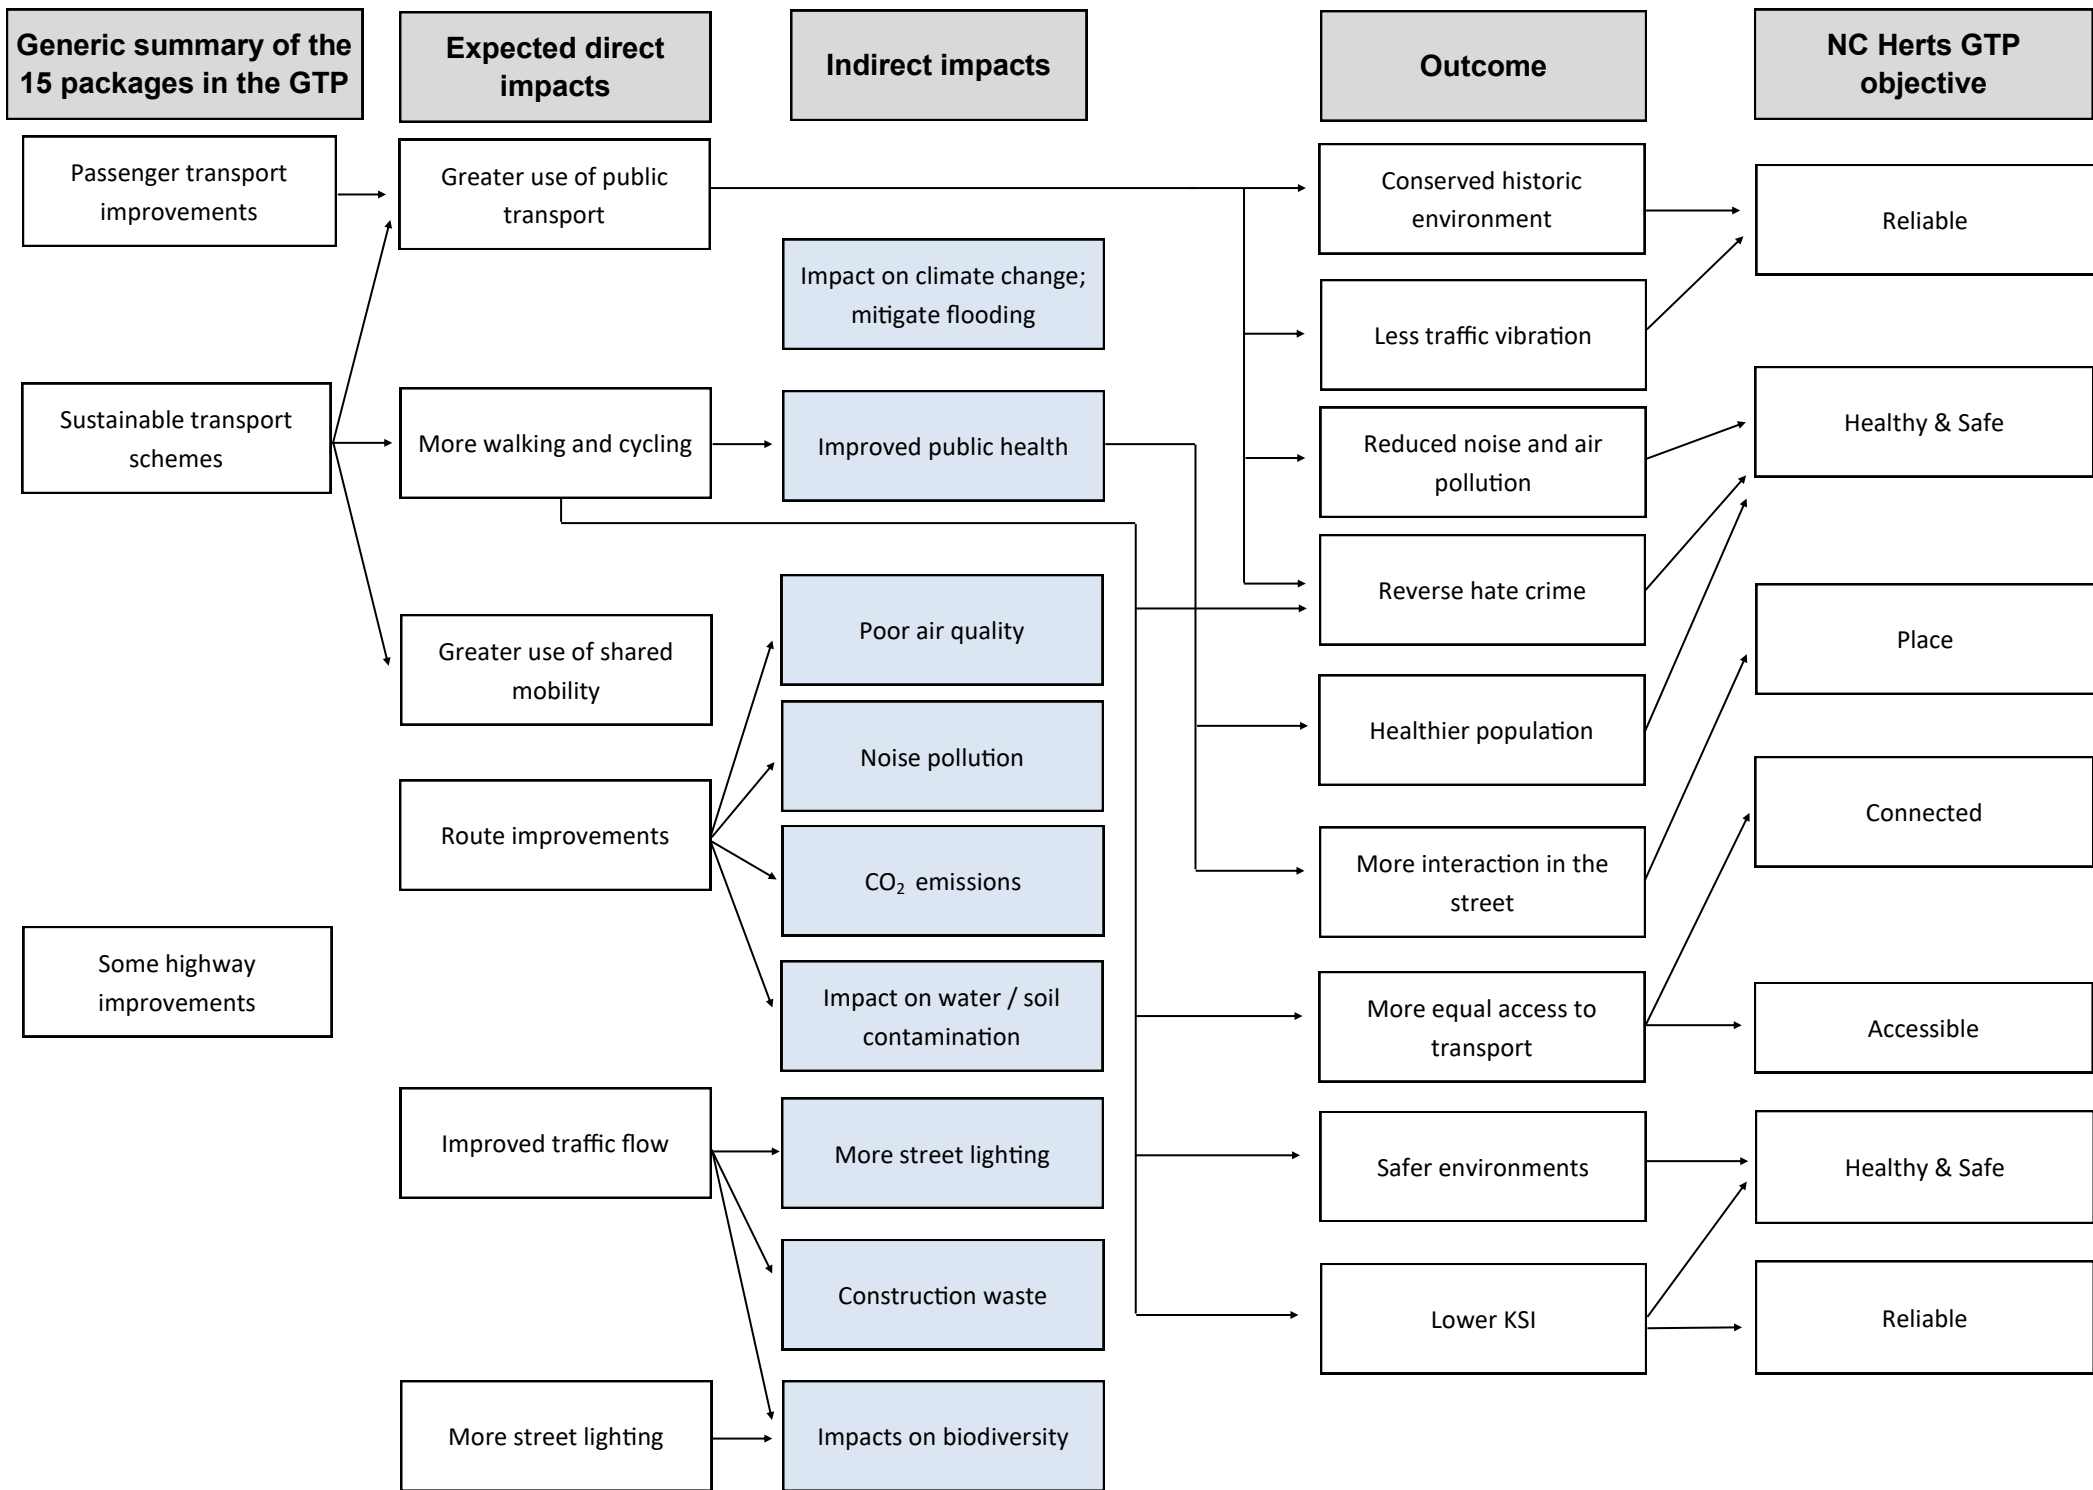 Generic summary of the
15 packages in the GTP
Expected direct
impacts
Indirect impacts
Outcome
NC Herts GTP
objective
Passenger transport
improvements
Sustainable transport
schemes
Some highway
improvements
Greater use of public
transport
More walking and cycling
Greater use of shared
mobility
Route improvements
Improved traffic flow
More street lighting
Impact on climate change;
mitigate flooding
Improved public health
Poor air quality
Noise pollution
CO₂ emissions
Impact on water / soil
contamination
More street lighting
Construction waste
Impacts on biodiversity
Conserved historic
environment
Less traffic vibration
Reduced noise and air
pollution
Reverse hate crime
Healthier population
More interaction in the
street
More equal access to
transport
Safer environments
Lower KSI
Reliable
Healthy & Safe
Place
Connected
Accessible
Healthy & Safe
Reliable